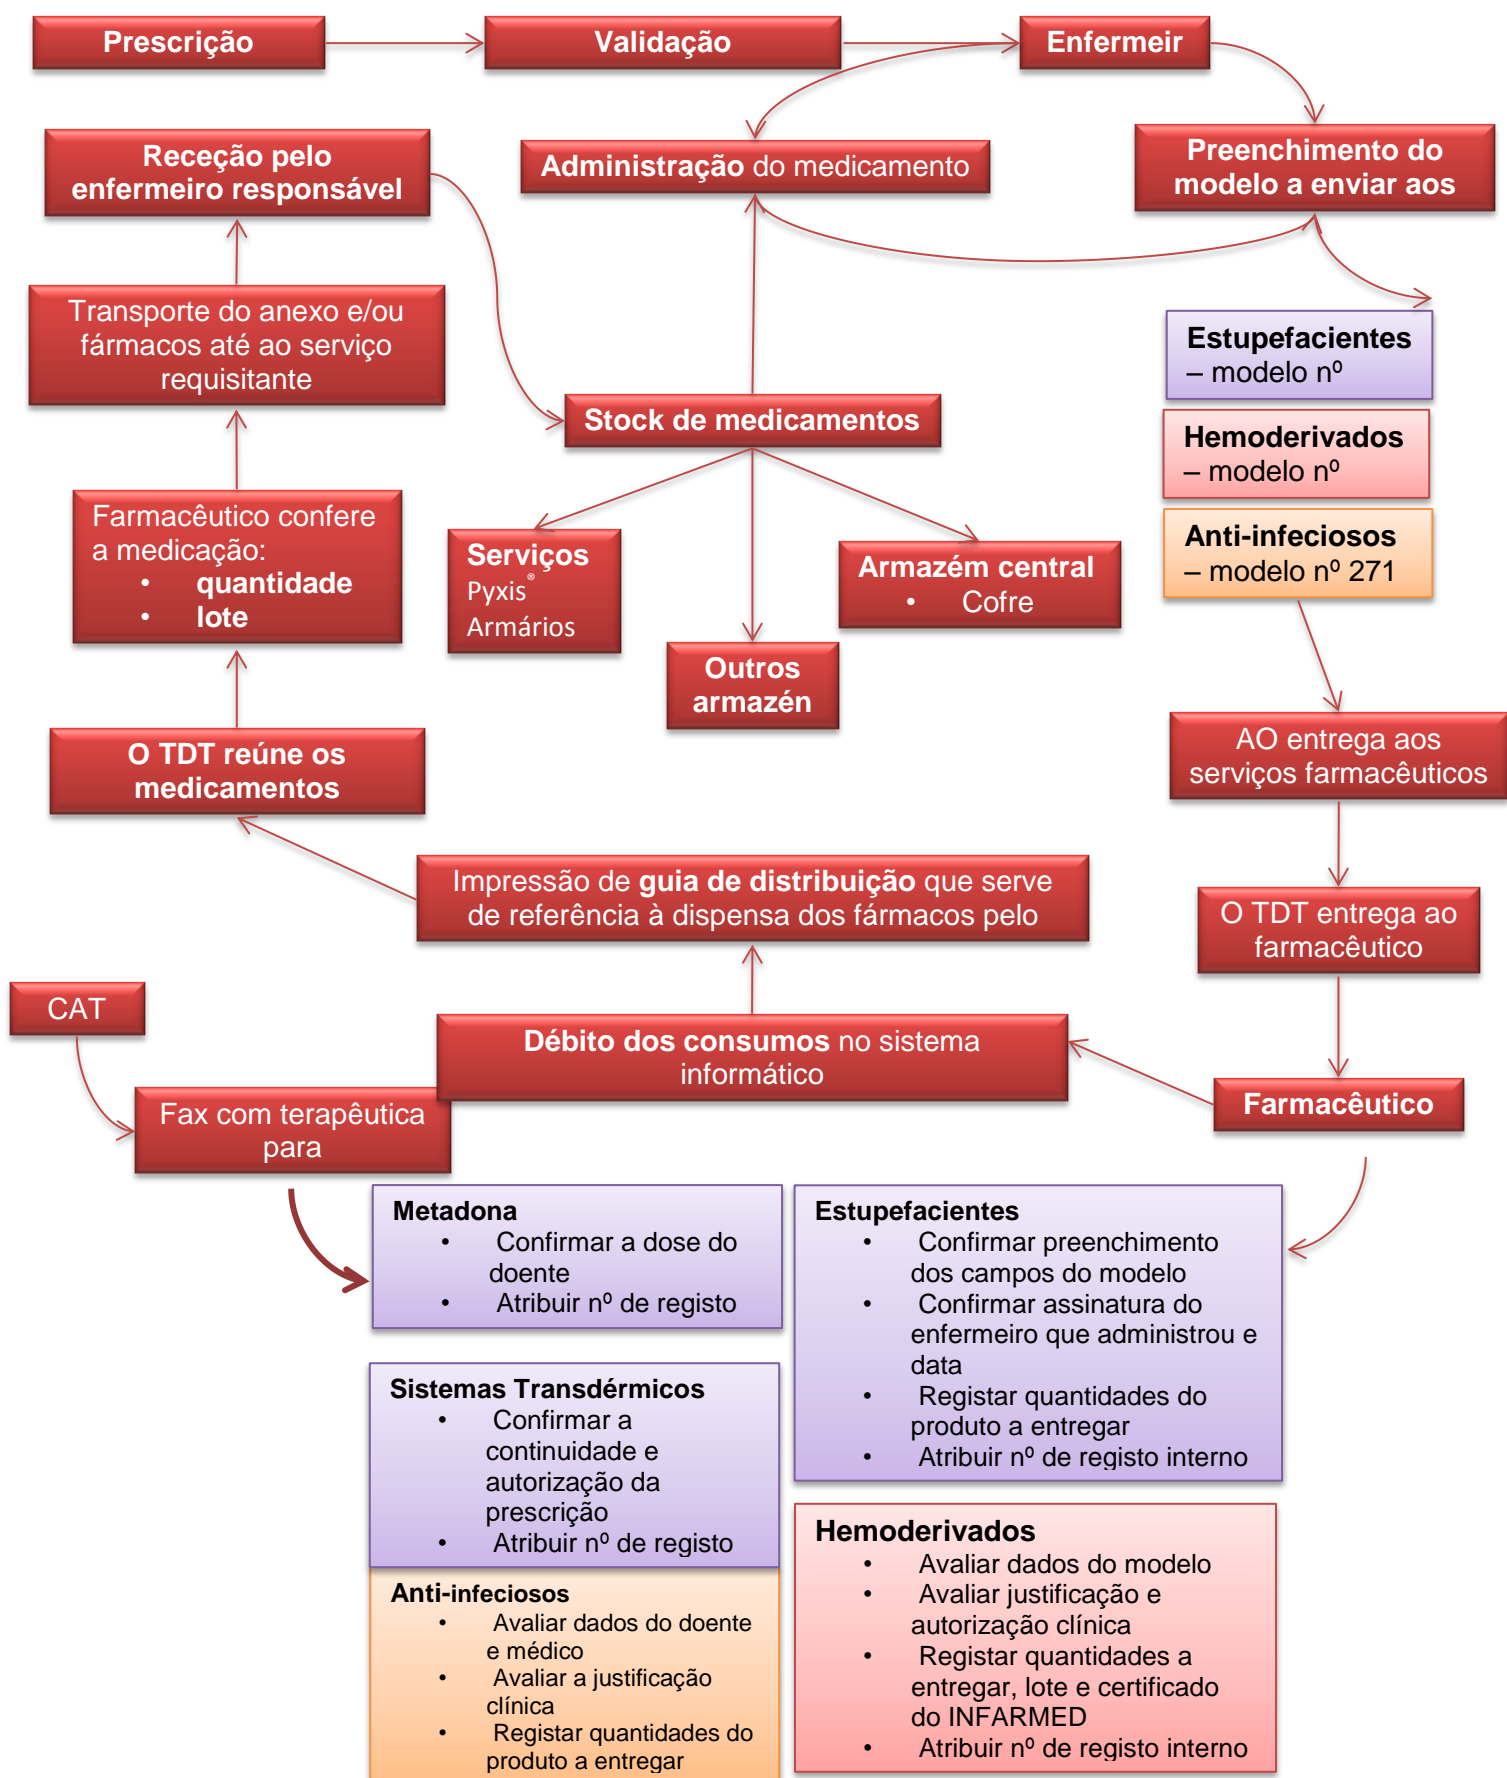 Prescrição
Validação
Enfermeir
Receção pelo
enfermeiro responsável
Administração do medicamento
Preenchimento do
modelo a enviar aos
Transporte do anexo e/ou
fármacos até ao serviço
requisitante
Estupefacientes
– modelo nº
Stock de medicamentos
Hemoderivados
– modelo nº
Farmacêutico confere
a medicação:
• quantidade
• lote
Serviços
Pyxis®
Armários
Armazém central
• Cofre
Anti-infeciosos
– modelo nº 271
Outros
armazén
O TDT reúne os
medicamentos
AO entrega aos
serviços farmacêuticos
Impressão de guia de distribuição que serve
de referência à dispensa dos fármacos pelo
O TDT entrega ao
farmacêutico
CAT
Débito dos consumos no sistema
informático
Fax com terapêutica
para
Farmacêutico
Metadona
• Confirmar a dose do
doente
• Atribuir nº de registo
Estupefacientes
• Confirmar preenchimento
dos campos do modelo
• Confirmar assinatura do
enfermeiro que administrou e
data
• Registar quantidades do
produto a entregar
• Atribuir nº de registo interno
Sistemas Transdérmicos
• Confirmar a
continuidade e
autorização da
prescrição
• Atribuir nº de registo
Hemoderivados
• Avaliar dados do modelo
• Avaliar justificação e
autorização clínica
• Registar quantidades a
entregar, lote e certificado
do INFARMED
• Atribuir nº de registo interno
Anti-infeciosos
• Avaliar dados do doente
e médico
• Avaliar a justificação
clínica
• Registar quantidades do
produto a entregar